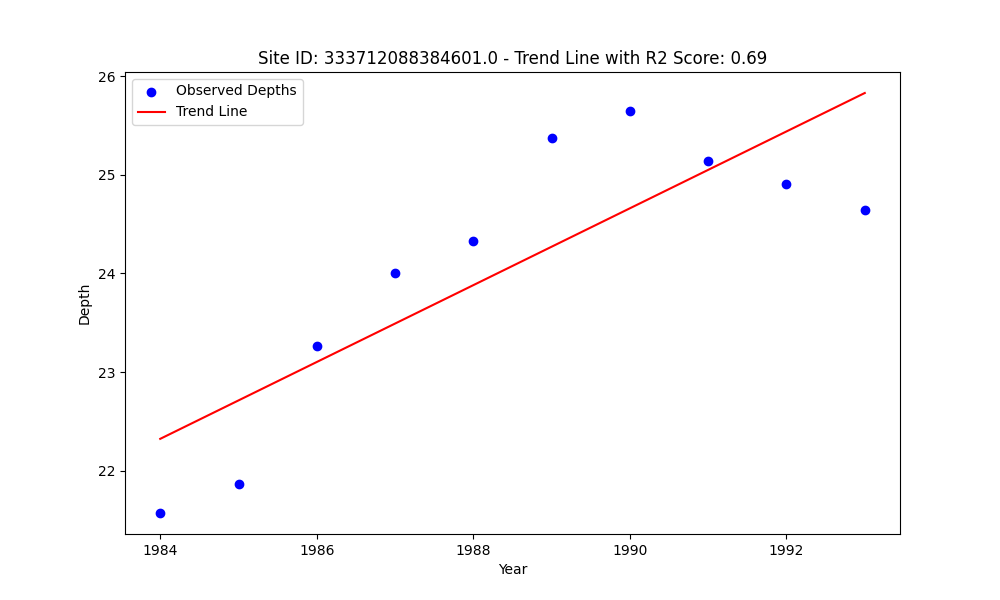 Site ID: 333712088384601.0 - Trend Line with R2 Score: 0.69
Observed Depths
Trend Line
26
25
24
23
22
Depth
1984
1986
1988
1990
1992
Year